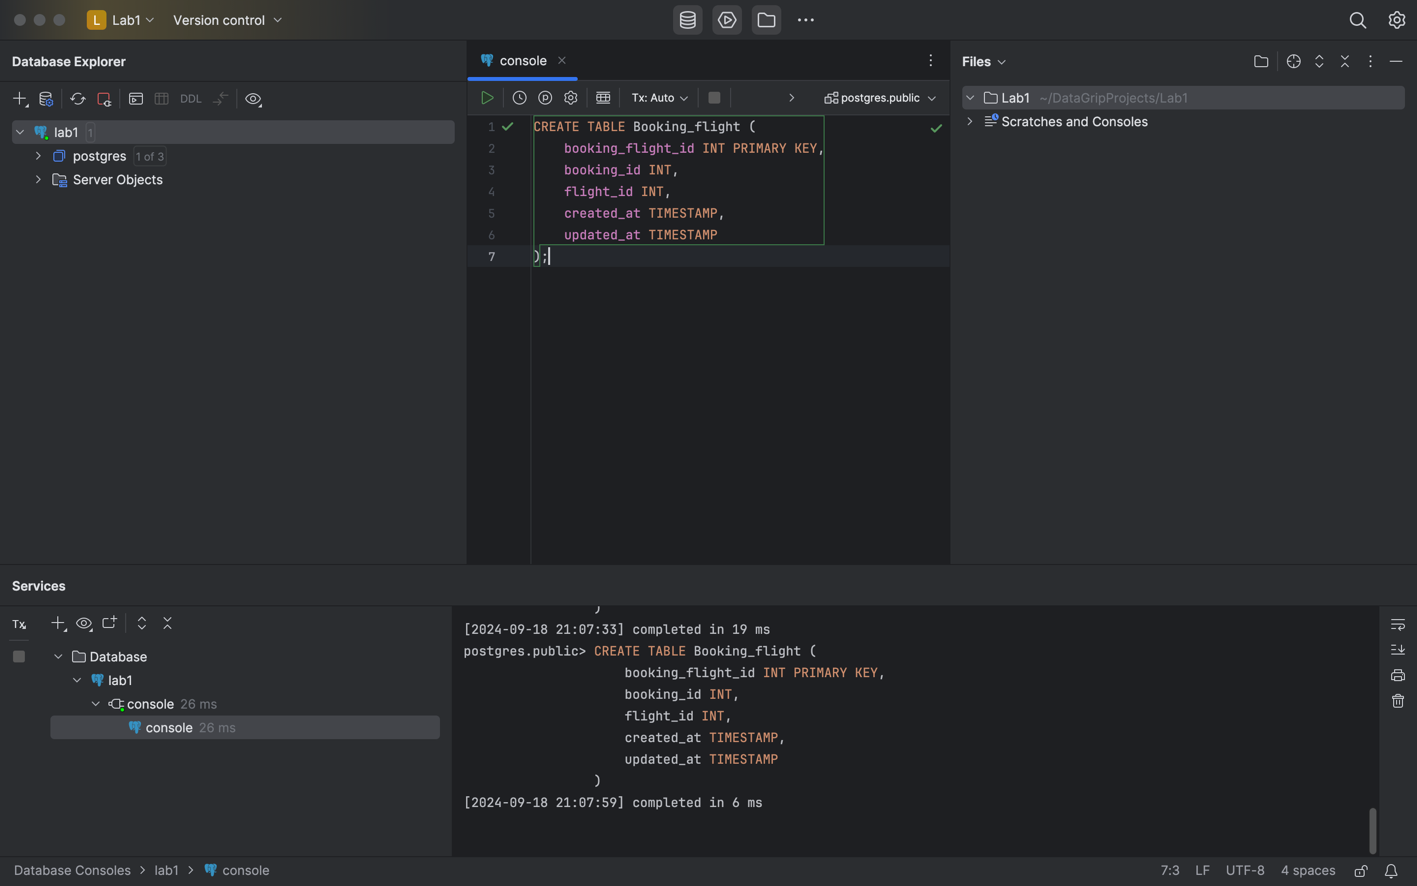 L Lab1 Version control
Database Explorer
DDL
lab1 1
postgres 1 of 3
Server Objects
console
Tx: Auto postgres.public
1 CREATE TABLE Booking_flight (
2 booking_flight_id INT PRIMARY KEY,
3 booking_id INT,
4 flight_id INT,
5 created_at TIMESTAMP,
6 updated_at TIMESTAMP
7 );
Files
Lab1 ~/DataGripProjects/Lab1
Scratches and Consoles
Services
Tx
Database
lab1
console 26 ms
console 26 ms
)
[2024-09-18 21:07:33] completed in 19 ms
postgres.public> CREATE TABLE Booking_flight (
booking_flight_id INT PRIMARY KEY,
booking_id INT,
flight_id INT,
created_at TIMESTAMP,
updated_at TIMESTAMP
)
[2024-09-18 21:07:59] completed in 6 ms
Database Consoles > lab1 > console
7:3 LF UTF-8 4 spaces